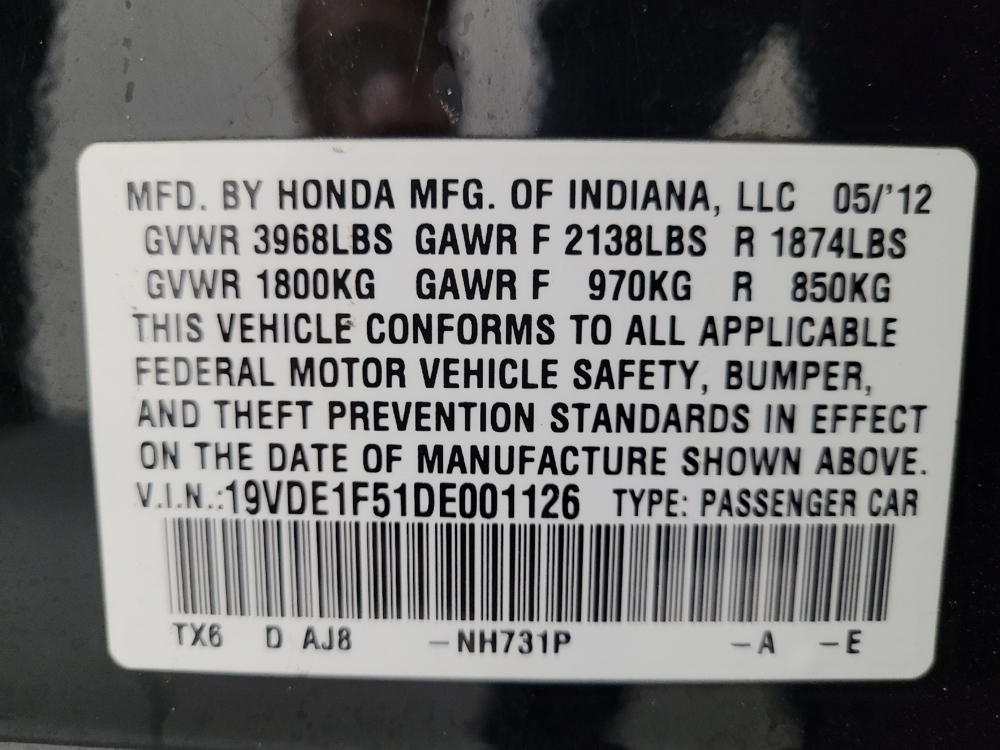 MFD. BY HONDA MFG. OF INDIANA, LLC 05/'12
GVWR 3968LBS GAWR F 2138LBS R 1874LBS
GVWR 1800KG GAWR F 970KG R 850KG
THIS VEHICLE CONFORMS TO ALL APPLICABLE
FEDERAL MOTOR VEHICLE SAFETY, BUMPER,
AND THEFT PREVENTION STANDARDS IN EFFECT
ON THE DATE OF MANUFACTURE SHOWN ABOVE.
V.I.N.:19VDE1F51DE001126 TYPE: PASSENGER CAR
TX6 D AJ8 -NH731P -A -E